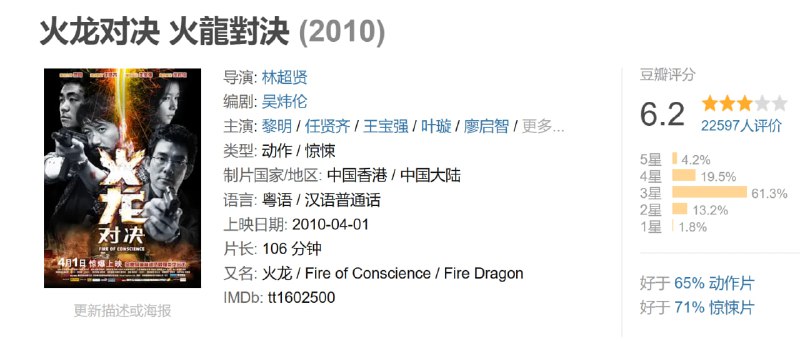 火龙对决 火龍對決 (2010)
火龙
对决
FIRE OF CONSCIENCE
4月1日 惊爆上映
更新描述或海报
导演: 林超贤
编剧: 吴炜伦
主演: 黎明 / 任贤齐 / 王宝强 / 叶璇 / 廖启智 / 更多...
类型: 动作 / 惊悚
制片国家/地区: 中国香港 / 中国大陆
语言: 粤语 / 汉语普通话
上映日期: 2010-04-01
片长: 106 分钟
又名: 火龙 / Fire of Conscience / Fire Dragon
IMDb: tt1602500
豆瓣评分
6.2
22597人评价
5星 4.2%
4星 19.5%
3星 61.3%
2星 13.2%
1星 1.8%
好于 65% 动作片
好于 71% 惊悚片